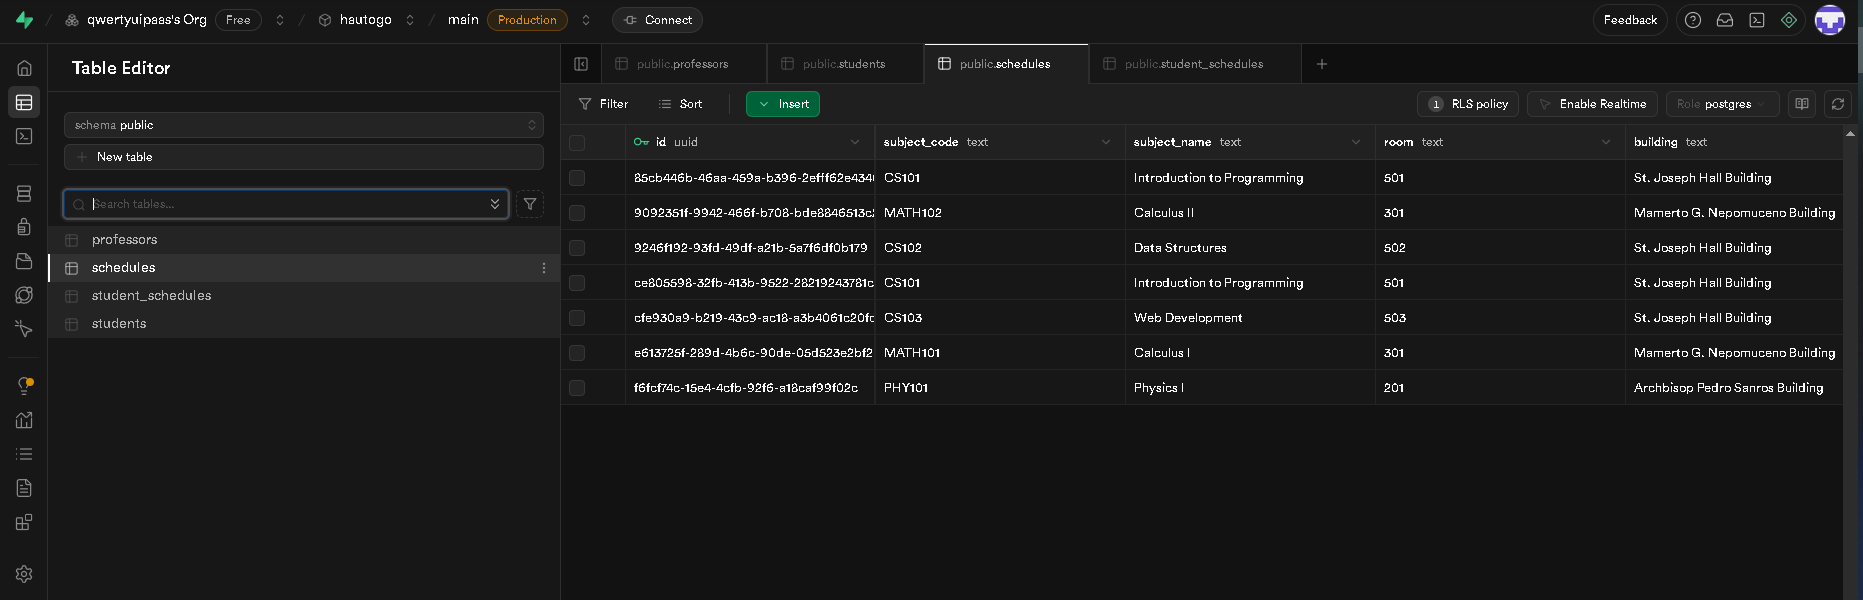 qwertyuipaas's Org Free hautogo main Production Connect Feedback
Table Editor
public.professors public.students public.schedules public.student_schedules
Filter Sort Insert 1 RLS policy Enable Realtime Role postgres
schema public
New table
Search tables...
professors
schedules
student_schedules
students
id uuid subject_code text subject_name text room text building text
85cb446b-46aa-459a-b396-2efff62e434 CS101 Introduction to Programming 501 St. Joseph Hall Building
9092351f-9942-466f-b708-bde8846513c MATH102 Calculus II 301 Mamerto G. Nepomuceno Building
9246f192-93fd-49df-a21b-5a7f6df0b179 CS102 Data Structures 502 St. Joseph Hall Building
ce805598-32fb-413b-9522-28219243781c CS101 Introduction to Programming 501 St. Joseph Hall Building
cfe930a9-b219-43c9-ac18-a3b4061c20fc CS103 Web Development 503 St. Joseph Hall Building
e613725f-289d-4b6c-90de-05d523e2bf2 MATH101 Calculus I 301 Mamerto G. Nepomuceno Building
f6fcf74c-15e4-4cfb-92f6-a18caf99f02c PHY101 Physics I 201 Archbisop Pedro Sanros Building